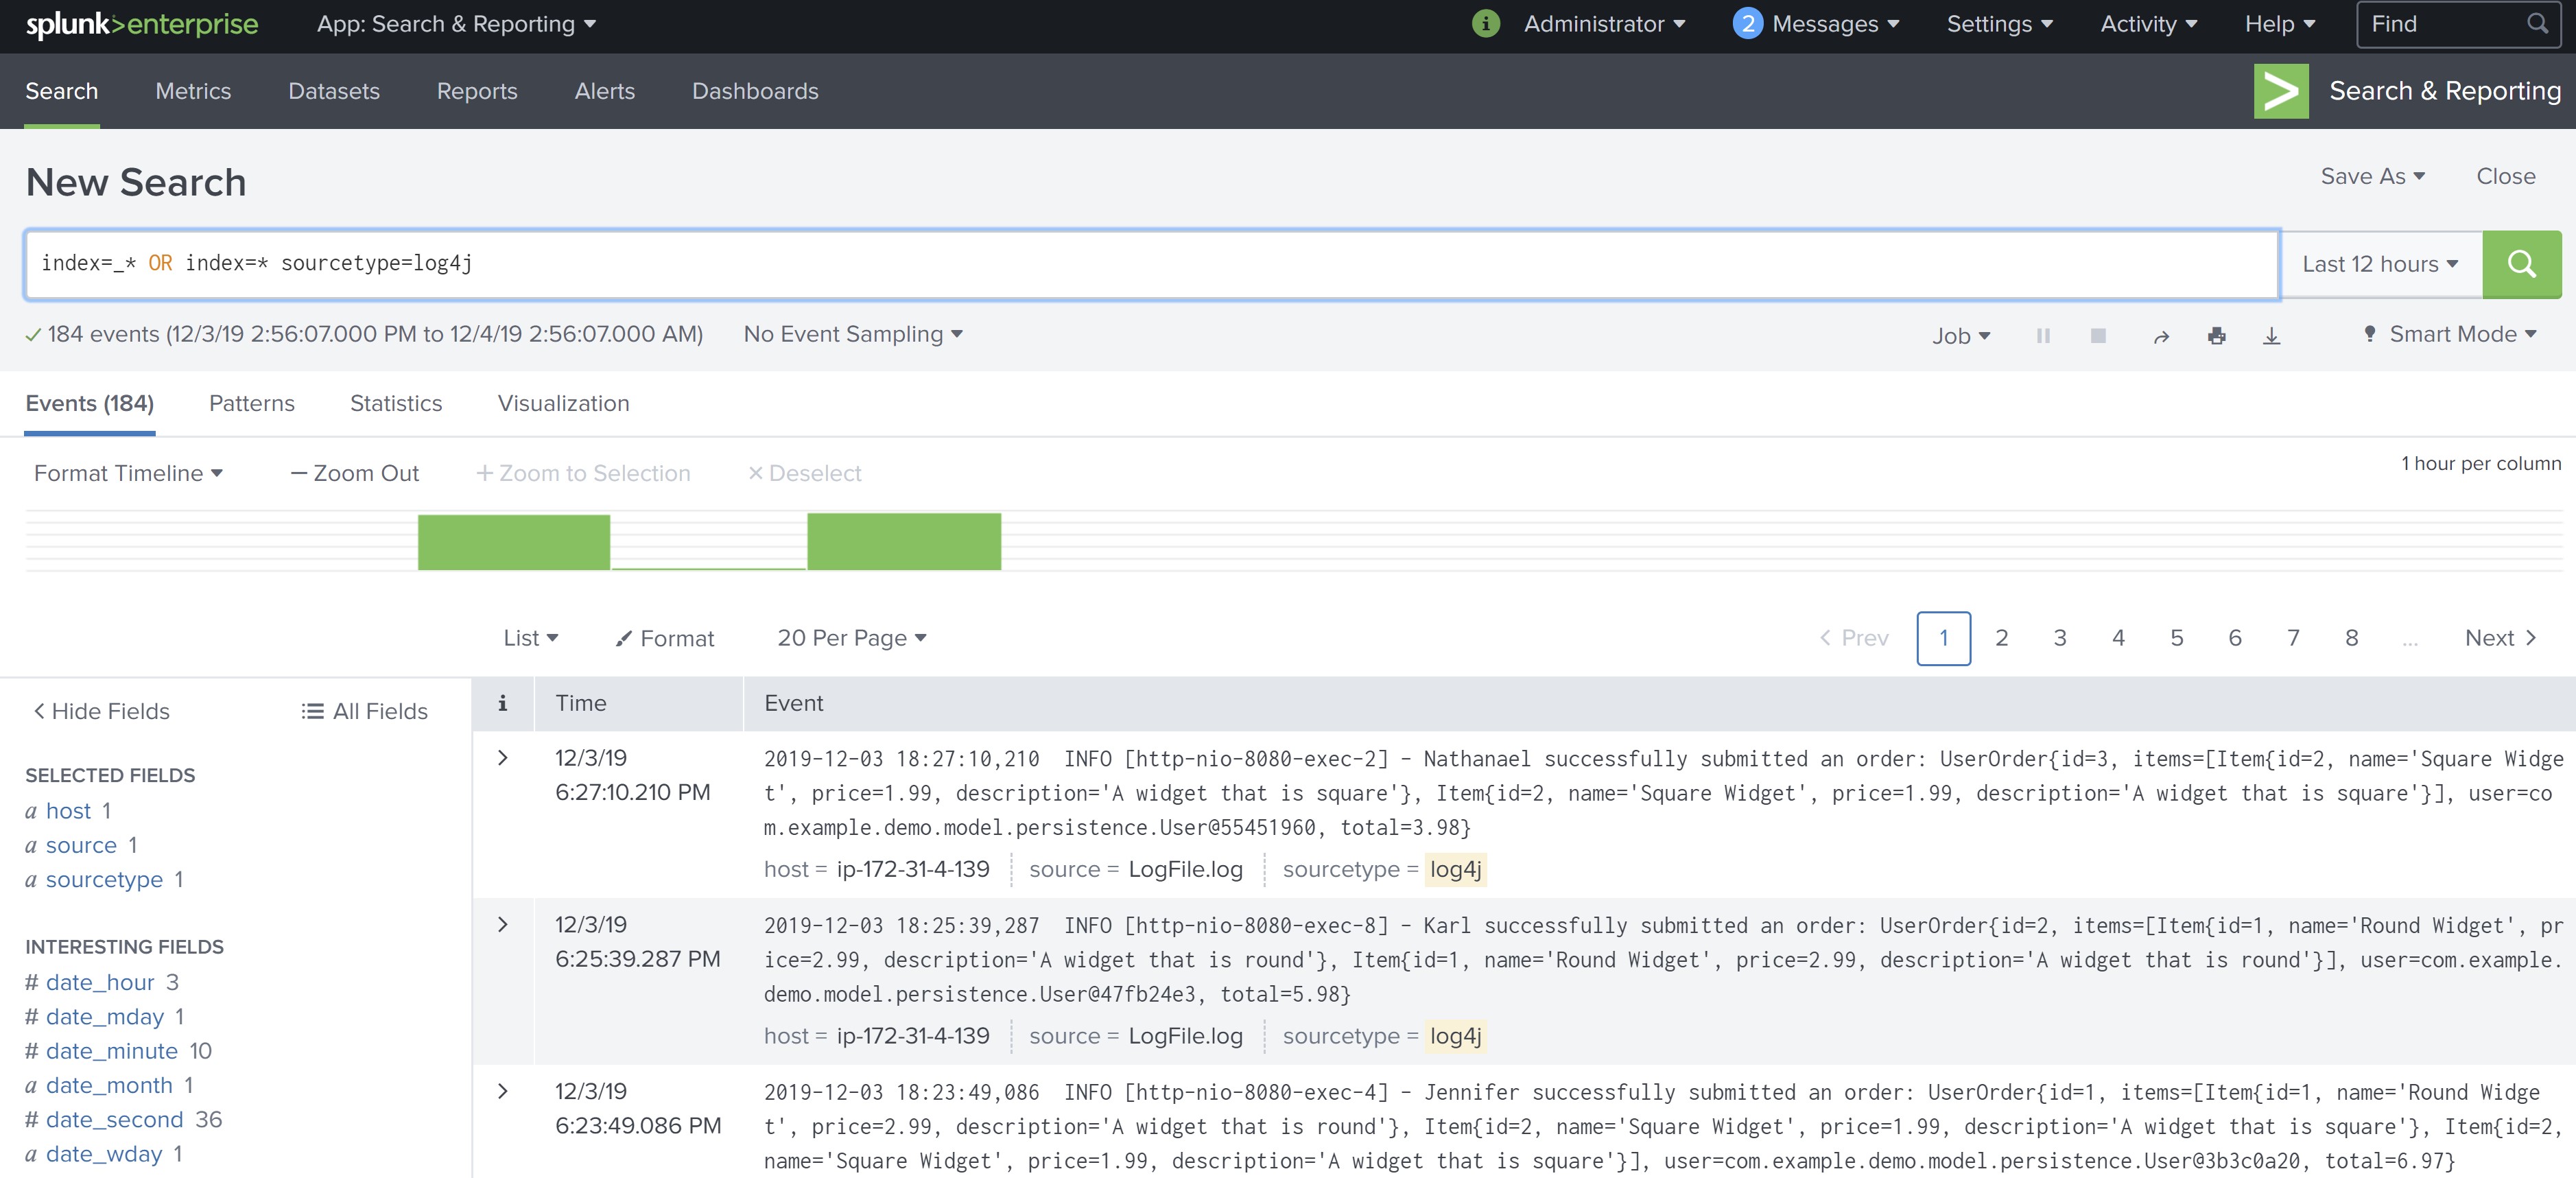 splunk>enterprise App: Search & Reporting i Administrator 2 Messages Settings Activity Help Find
Search Metrics Datasets Reports Alerts Dashboards > Search & Reporting
New Search Save As Close
index=_* OR index=* sourcetype=log4j Last 12 hours
✓ 184 events (12/3/19 2:56:07.000 PM to 12/4/19 2:56:07.000 AM) No Event Sampling Job Smart Mode
Events (184) Patterns Statistics Visualization
Format Timeline — Zoom Out + Zoom to Selection × Deselect 1 hour per column
List Format 20 Per Page < Prev 1 2 3 4 5 6 7 8 ... Next >
< Hide Fields All Fields
SELECTED FIELDS
a host 1
a source 1
a sourcetype 1
INTERESTING FIELDS
# date_hour 3
# date_mday 1
# date_minute 10
a date_month 1
# date_second 36
a date_wday 1
i Time Event
> 12/3/19
6:27:10.210 PM
2019-12-03 18:27:10,210  INFO [http-nio-8080-exec-2] - Nathanael successfully submitted an order: UserOrder{id=3, items=[Item{id=2, name='Square Widge
t', price=1.99, description='A widget that is square'}, Item{id=2, name='Square Widget', price=1.99, description='A widget that is square'}], user=co
m.example.demo.model.persistence.User@55451960, total=3.98}
host = ip-172-31-4-139 source = LogFile.log sourcetype = log4j
> 12/3/19
6:25:39.287 PM
2019-12-03 18:25:39,287  INFO [http-nio-8080-exec-8] - Karl successfully submitted an order: UserOrder{id=2, items=[Item{id=1, name='Round Widget', pr
ice=2.99, description='A widget that is round'}, Item{id=1, name='Round Widget', price=2.99, description='A widget that is round'}], user=com.example.
demo.model.persistence.User@47fb24e3, total=5.98}
host = ip-172-31-4-139 source = LogFile.log sourcetype = log4j
> 12/3/19
6:23:49.086 PM
2019-12-03 18:23:49,086  INFO [http-nio-8080-exec-4] - Jennifer successfully submitted an order: UserOrder{id=1, items=[Item{id=1, name='Round Widge
t', price=2.99, description='A widget that is round'}, Item{id=2, name='Square Widget', price=1.99, description='A widget that is square'}, Item{id=2,
name='Square Widget', price=1.99, description='A widget that is square'}], user=com.example.demo.model.persistence.User@3b3c0a20, total=6.97}